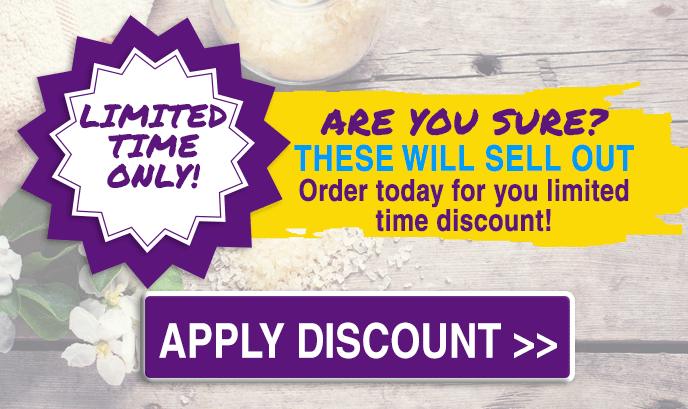 LIMITED
TIME
ONLY!
ARE YOU SURE?
THESE WILL SELL OUT
Order today for you limited
time discount!
APPLY DISCOUNT >>